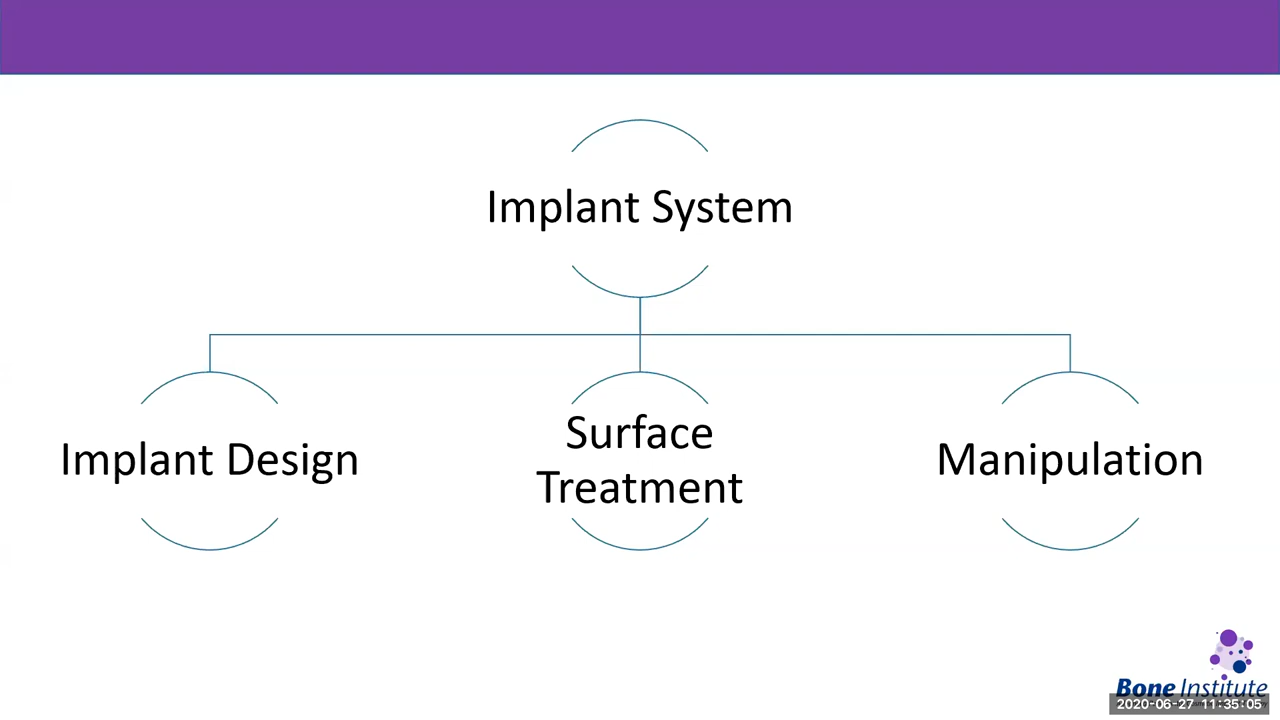 Implant System
Implant Design
Surface
Treatment
Manipulation
Bone Institute
2020-06-27 11:35:05